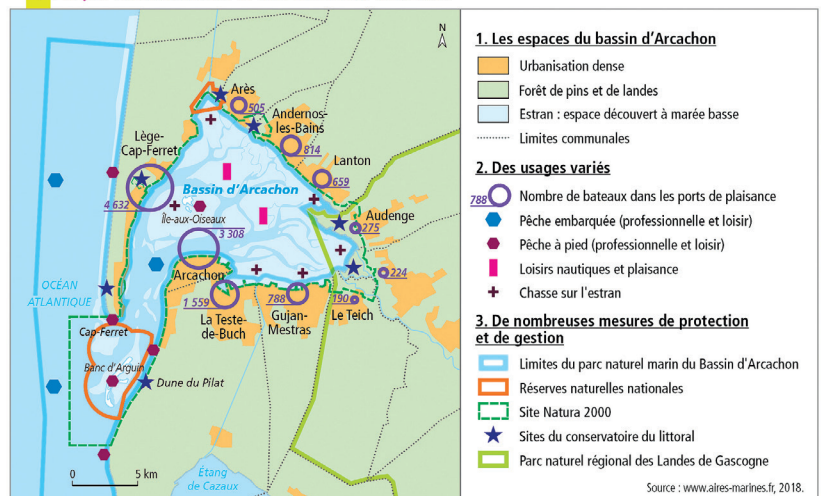 N
Arès
505
Andernos-
les-Bains
814
Lège-
Cap-Ferret
Lanton
659
Bassin d'Arcachon
4 632
Île-aux-Oiseaux
Audenge
275
3 308
OCÉAN
ATLANTIQUE
Arcachon
224
1 559
788
190
La Teste-
de-Buch
Gujan-
Mestras
Le Teich
Cap-Ferret
Banc d'Arguin
Dune du Pilat
0 5 km
Étang
de Cazaux
1. Les espaces du bassin d'Arcachon
Urbanisation dense
Forêt de pins et de landes
Estran : espace découvert à marée basse
Limites communales
2. Des usages variés
788 Nombre de bateaux dans les ports de plaisance
Pêche embarquée (professionnelle et loisir)
Pêche à pied (professionnelle et loisir)
Loisirs nautiques et plaisance
Chasse sur l'estran
3. De nombreuses mesures de protection
et de gestion
Limites du parc naturel marin du Bassin d'Arcachon
Réserves naturelles nationales
Site Natura 2000
Sites du conservatoire du littoral
Parc naturel régional des Landes de Gascogne
Source : www.aires-marines.fr, 2018.